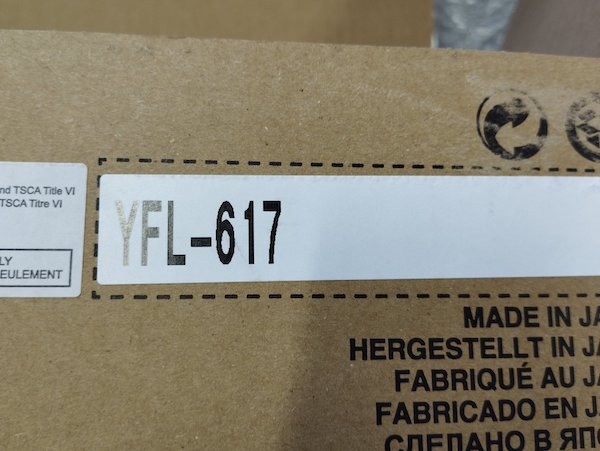 nd TSCA Title VI
TSCA Titre VI
LY
EULEMENT
YFL-617
MADE IN JA
HERGESTELLT IN JA
FABRIQUÉ AU JA
FABRICADO EN JA
СДЕЛАНО В ЯПО